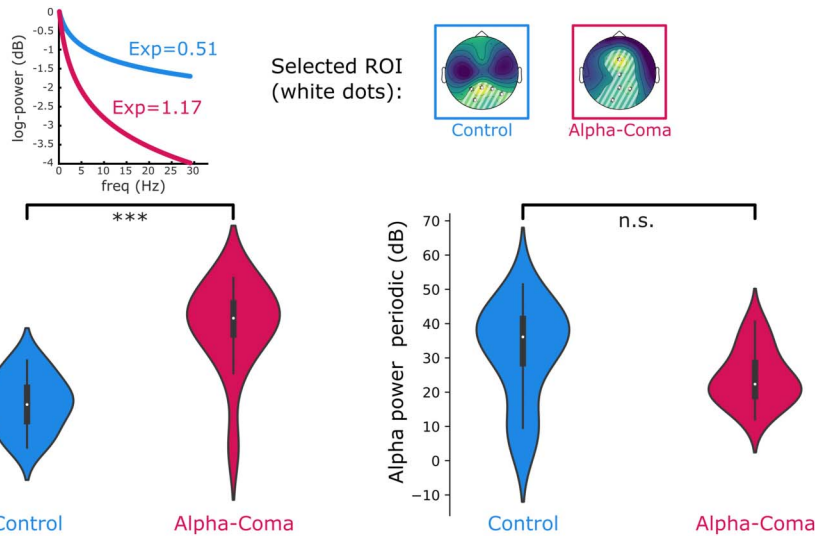 0
-0.5
-1
-1.5
-2
-2.5
-3
-3.5
-4
log-power (dB)
Exp=0.51
Exp=1.17
0 5 10 15 20 25 30
freq (Hz)
Selected ROI
(white dots):
Control
Alpha-Coma
***
n.s.
Alpha power periodic (dB)
70
60
50
40
30
20
10
0
−10
Control
Alpha-Coma
Control
Alpha-Coma